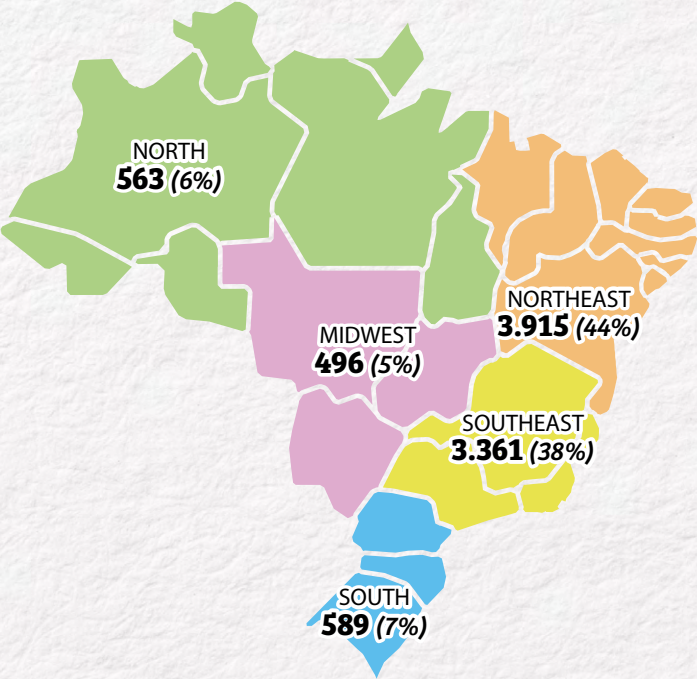 NORTH
563 (6%)
NORTHEAST
3.915 (44%)
MIDWEST
496 (5%)
SOUTHEAST
3.361 (38%)
SOUTH
589 (7%)